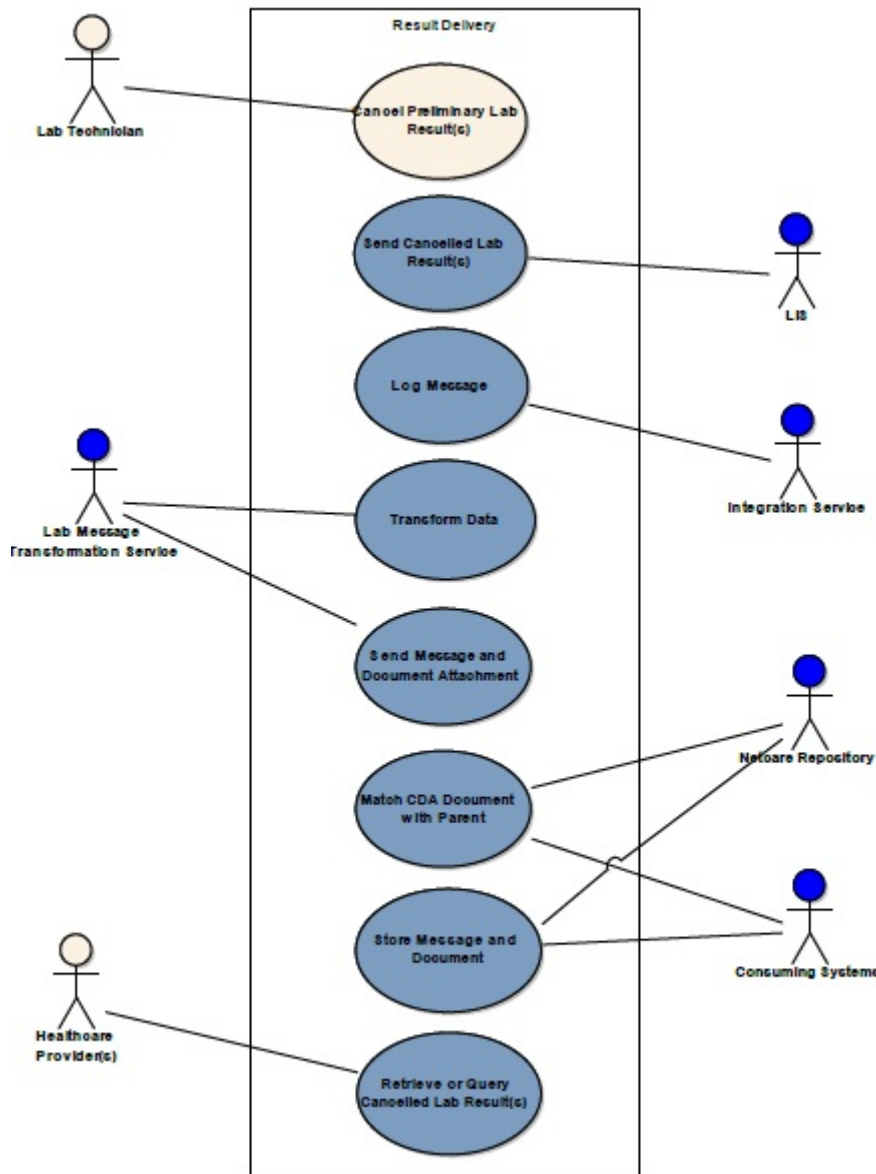 Result Delivery
Cancel Preliminary Lab
Result(s)
Lab Technician
Send Cancelled Lab
Result(s)
LIS
Log Message
Integration Service
Lab Message
Transformation Service
Transform Data
Send Message and
Document Attachment
Netcare Repository
Match CDA Document
with Parent
Store Message and
Document
Consuming Systems
Healthcare
Provider(s)
Retrieve or Query
Cancelled Lab Result(s)